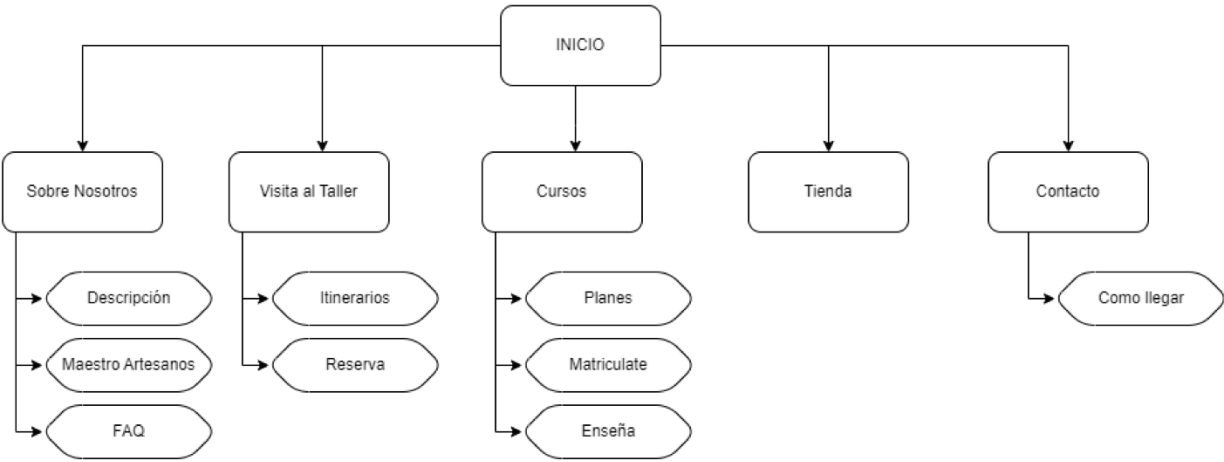 INICIO
Sobre Nosotros
Visita al Taller
Cursos
Tienda
Contacto
Descripción
Itinerarios
Planes
Como llegar
Maestro Artesanos
Reserva
Matriculate
FAQ
Enseña